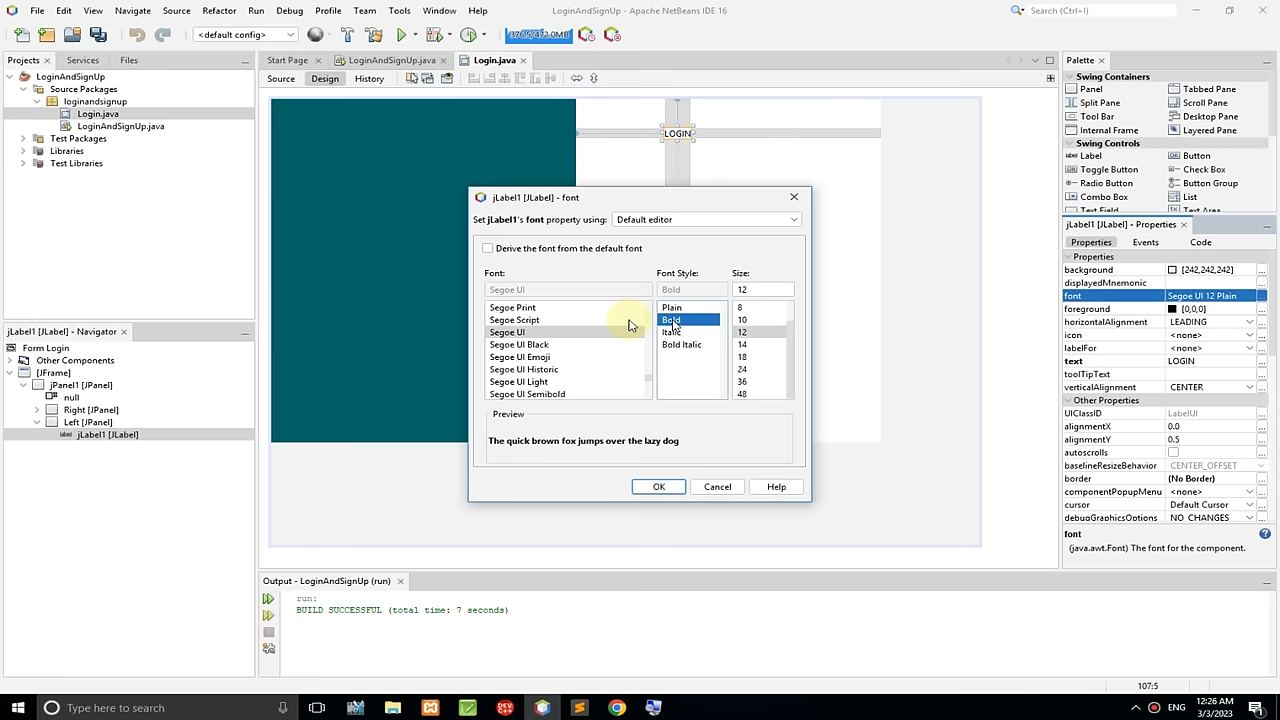 File Edit View Navigate Source Refactor Run Debug Profile Team Tools Window Help
LoginAndSignUp - Apache NetBeans IDE 16
Search (Ctrl+I)
<default config>
Projects
Services
Files
LoginAndSignUp
Source Packages
loginandsignup
Login.java
LoginAndSignUp.java
Test Packages
Libraries
Test Libraries
jLabel1 [JLabel] - Navigator
Form Login
Other Components
[JFrame]
jPanel1 [JPanel]
null
Right [JPanel]
Left [JPanel]
jLabel1 [JLabel]
Start Page
LoginAndSignUp.java
Login.java
Source Design History
LOGIN
jLabel1 [JLabel] - font
Set jLabel1's font property using:
Default editor
Derive the font from the default font
Font:
Font Style:
Size:
Segoe UI
Bold
12
Segoe Print
Segoe Script
Segoe UI
Segoe UI Black
Segoe UI Emoji
Segoe UI Historic
Segoe UI Light
Segoe UI Semibold
Plain
Bold
Italic
Bold Italic
8
10
12
14
18
24
36
48
Preview
The quick brown fox jumps over the lazy dog
OK
Cancel
Help
Output - LoginAndSignUp (run)
run:
BUILD SUCCESSFUL (total time: 7 seconds)
Palette
Swing Containers
Panel Tabbed Pane
Split Pane Scroll Pane
Tool Bar Desktop Pane
Internal Frame Layered Pane
Swing Controls
Label Button
Toggle Button Check Box
Radio Button Button Group
Combo Box List
Text Field Text Area
jLabel1 [JLabel] - Properties
Properties Events Code
Properties
background [242,242,242]
displayedMnemonic
font Segoe UI 12 Plain
foreground [0,0,0]
horizontalAlignment LEADING
icon <none>
labelFor <none>
text LOGIN
toolTipText
verticalAlignment CENTER
Other Properties
UIClassID LabelUI
alignmentX 0.0
alignmentY 0.5
autoscrolls
baselineResizeBehavior CENTER_OFFSET
border (No Border)
componentPopupMenu <none>
cursor Default Cursor
debugGraphicsOptions NO_CHANGES
font
(java.awt.Font) The font for the component.
107:5
Type here to search
ENG
12:26 AM
3/3/2023